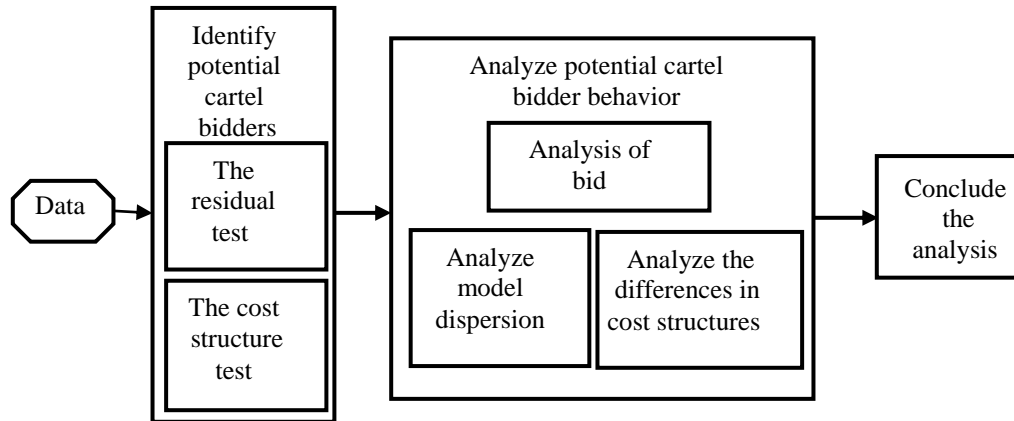 Data
Identify
potential
cartel
bidders
The
residual
test
The cost
structure
test
Analyze potential cartel
bidder behavior
Analysis of
bid
Analyze
model
dispersion
Analyze the
differences in
cost structures
Conclude
the
analysis